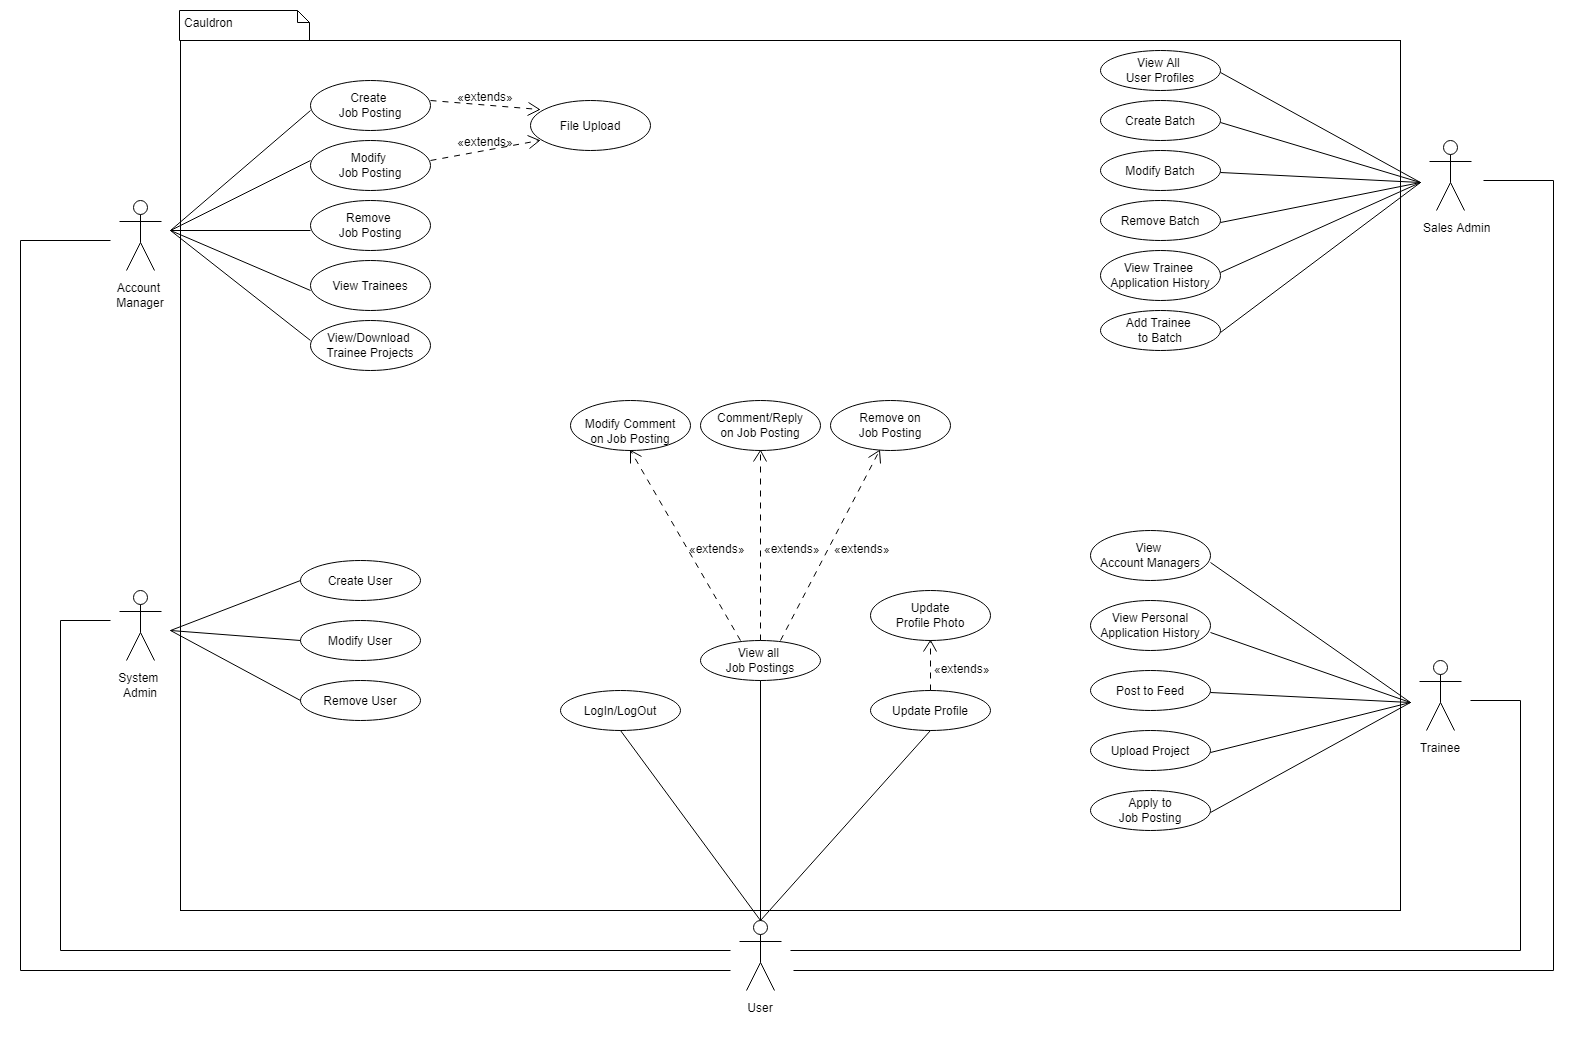 Cauldron
Create
Job Posting
«extends»
File Upload
Modify
Job Posting
«extends»
Remove
Job Posting
View Trainees
View/Download
Trainee Projects
Account
Manager
View All
User Profiles
Create Batch
Modify Batch
Remove Batch
View Trainee
Application History
Add Trainee
to Batch
Sales Admin
Modify Comment
on Job Posting
Comment/Reply
on Job Posting
Remove on
Job Posting
«extends»
«extends»
«extends»
View all
Job Postings
Update
Profile Photo
«extends»
Update Profile
LogIn/LogOut
Create User
Modify User
Remove User
System
Admin
View
Account Managers
View Personal
Application History
Post to Feed
Upload Project
Apply to
Job Posting
Trainee
User